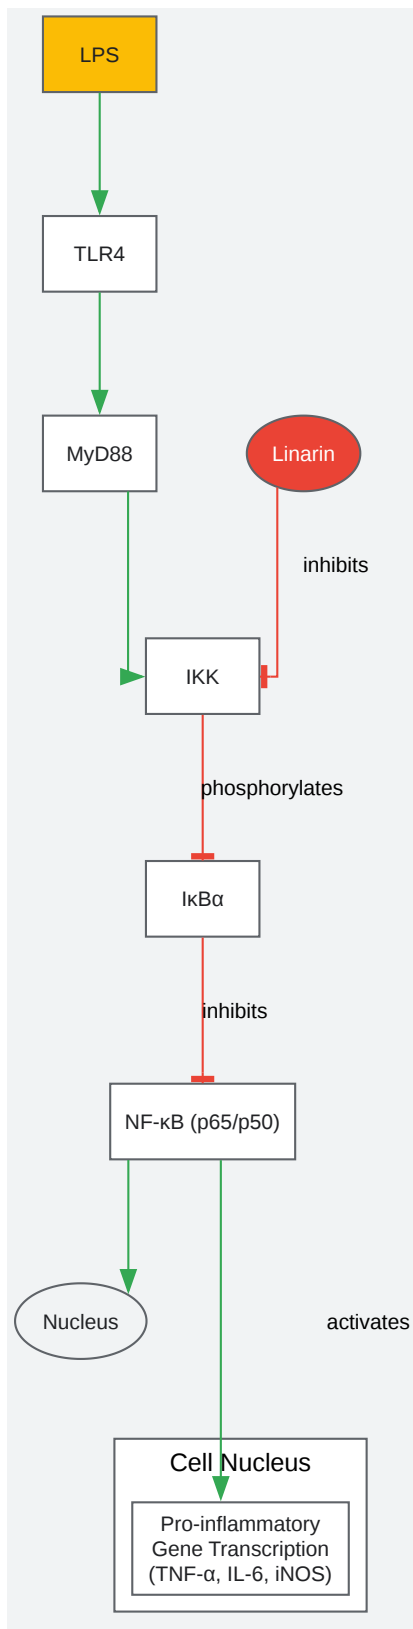 LPS
TLR4
MyD88
Linarin
inhibits
IKK
phosphorylates
IκBα
inhibits
NF-κB (p65/p50)
Nucleus
activates
Cell Nucleus
Pro-inflammatory
Gene Transcription
(TNF-α, IL-6, iNOS)